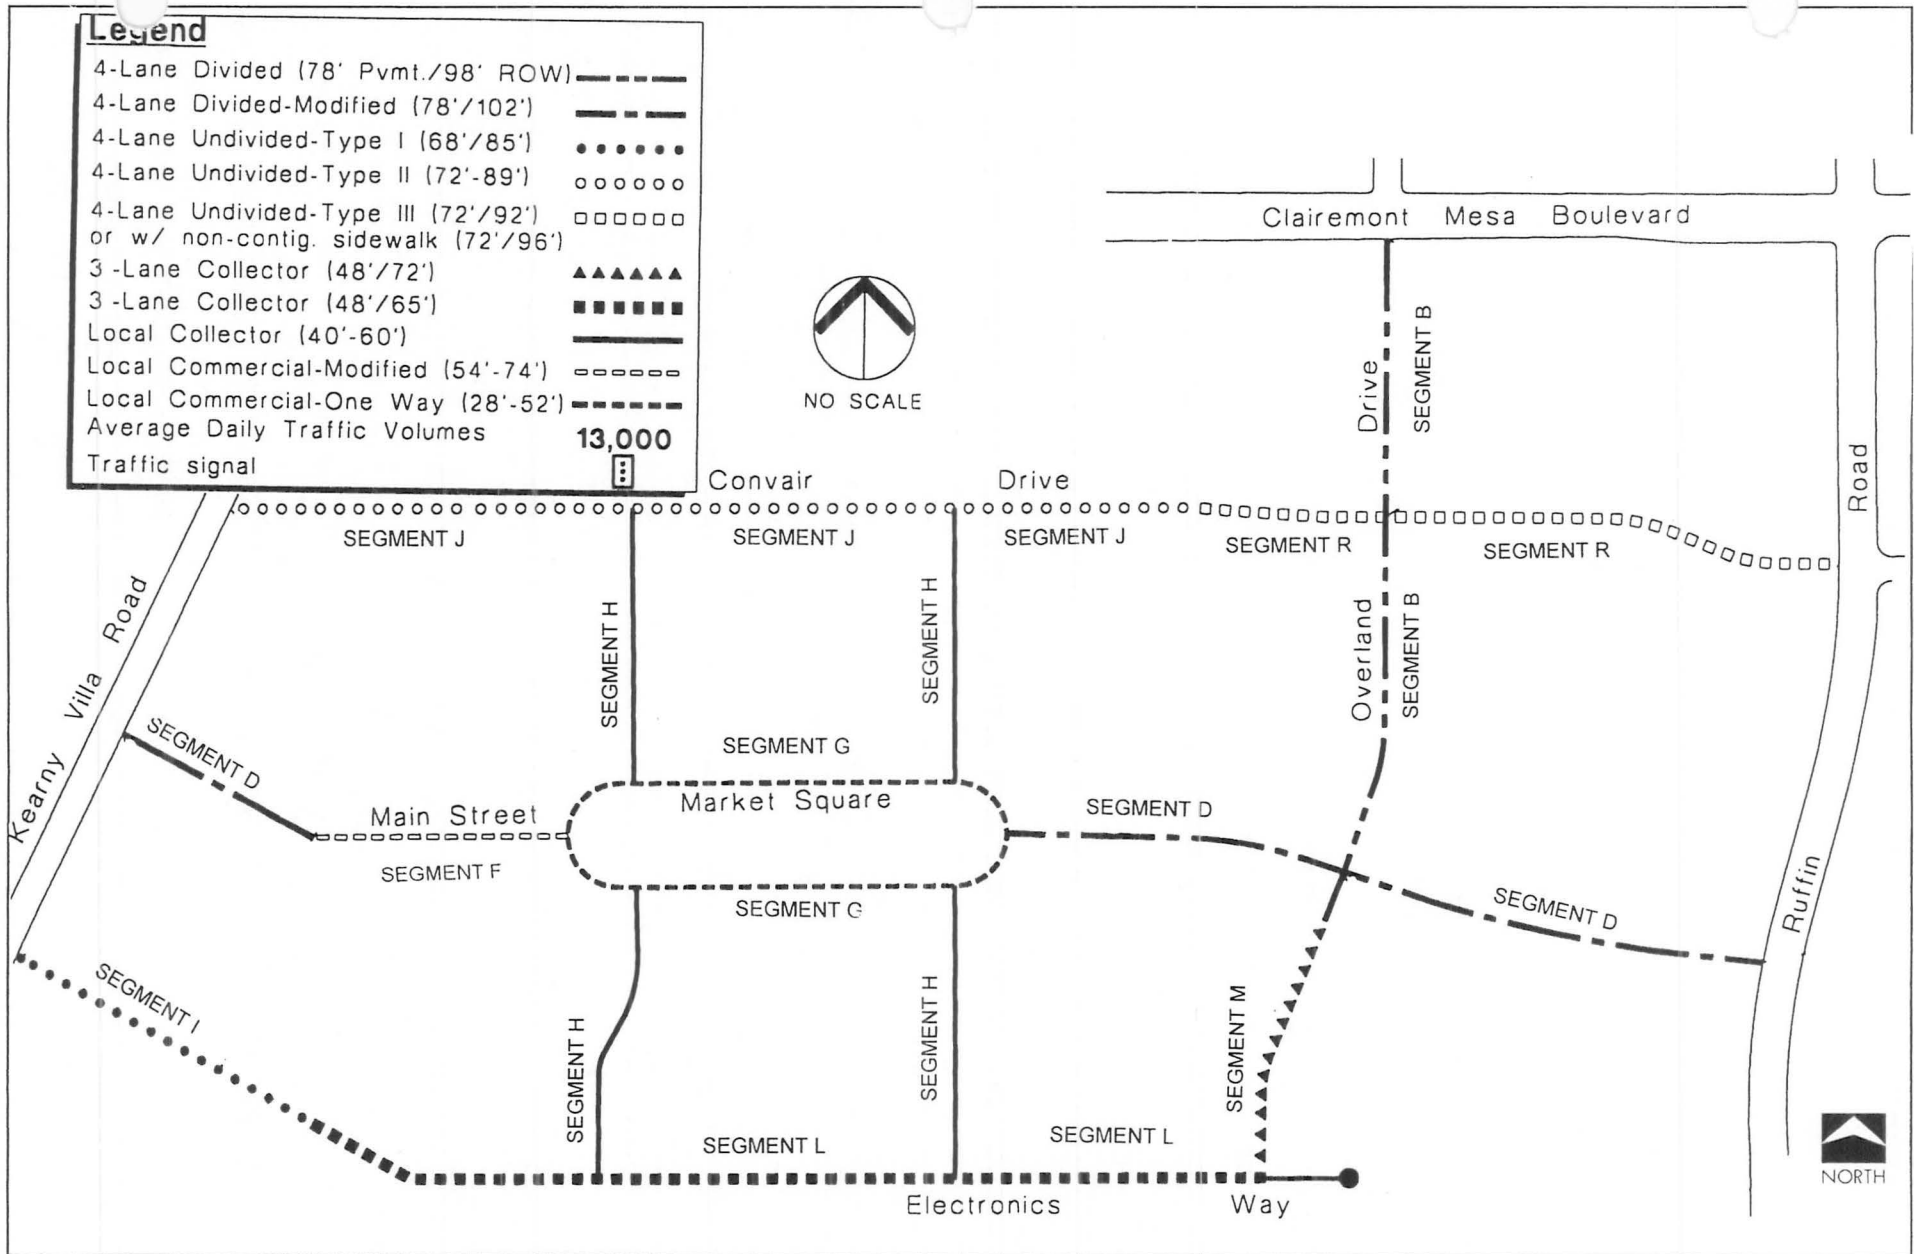 Legend
4-Lane Divided (78' Pvmt./98' ROW)
4-Lane Divided-Modified (78'/102')
4-Lane Undivided-Type I (68'/85')
4-Lane Undivided-Type II (72'-89')
4-Lane Undivided-Type III (72'/92')
or w/ non-contig. sidewalk (72'/96')
3-Lane Collector (48'/72')
3-Lane Collector (48'/65')
Local Collector (40'-60')
Local Commercial-Modified (54'-74')
Local Commercial-One Way (28'-52')
Average Daily Traffic Volumes 13,000
Traffic signal
NO SCALE
Clairemont Mesa Boulevard
Convair Drive
SEGMENT J
SEGMENT J
SEGMENT J
SEGMENT R
SEGMENT R
Overland Drive
SEGMENT B
SEGMENT B
Ruffin Road
Kearny Villa Road
SEGMENT H
SEGMENT H
SEGMENT D
SEGMENT G
Market Square
Main Street
SEGMENT F
SEGMENT G
SEGMENT D
SEGMENT D
SEGMENT I
SEGMENT H
SEGMENT H
SEGMENT M
SEGMENT L
SEGMENT L
Electronics Way
NORTH